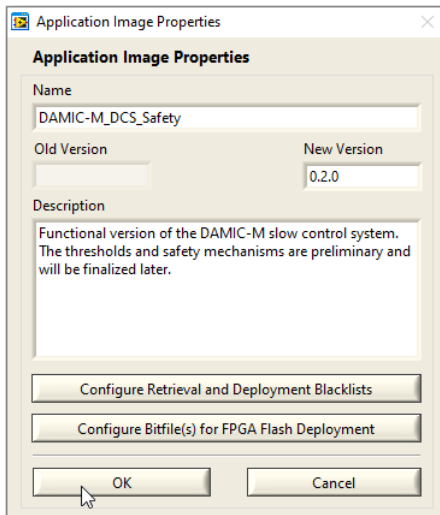 Application Image Properties
Application Image Properties
Name
DAMIC-M_DCS_Safety
Old Version
New Version
0.2.0
Description
Functional version of the DAMIC-M slow control system.
The thresholds and safety mechanisms are preliminary and
will be finalized later.
Configure Retrieval and Deployment Blacklists
Configure Bitfile(s) for FPGA Flash Deployment
OK
Cancel